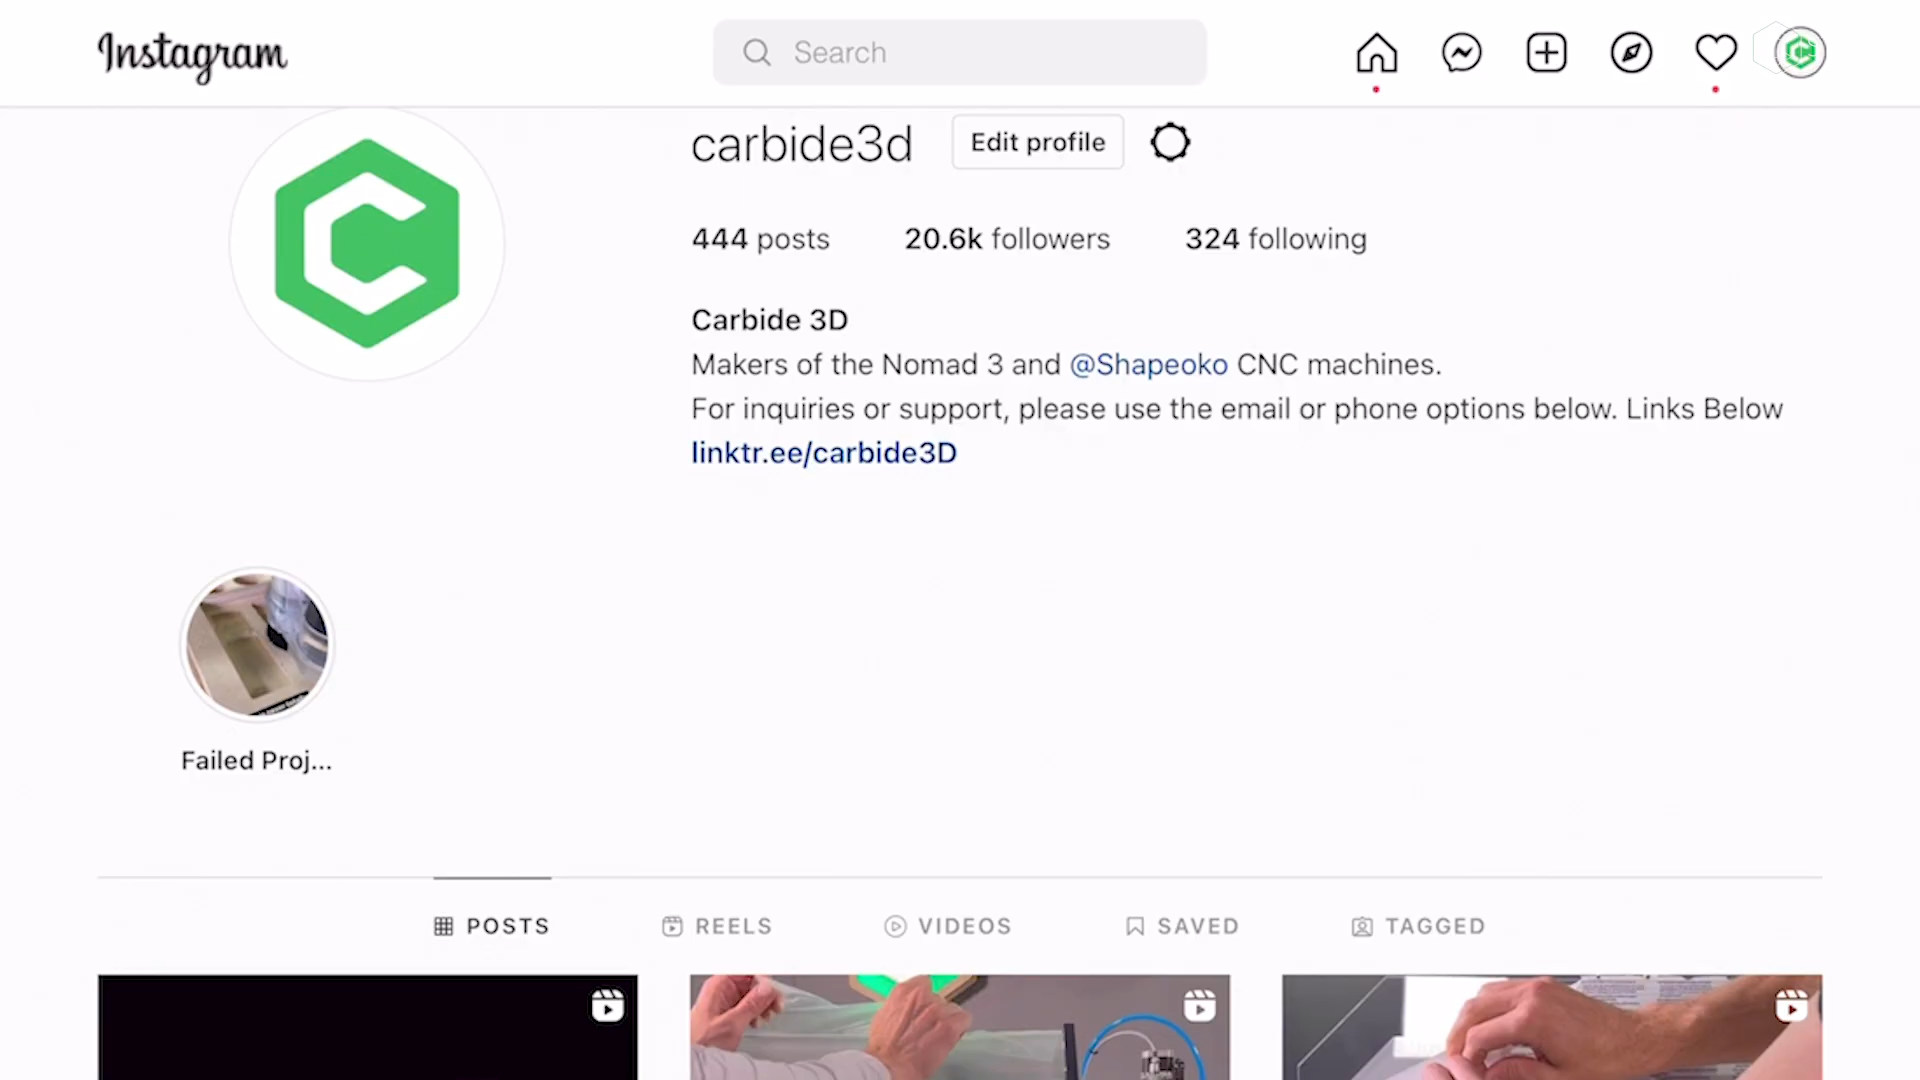 Instagram
Search
carbide3d
Edit profile
444 posts
20.6k followers
324 following
Carbide 3D
Makers of the Nomad 3 and @Shapeoko CNC machines.
For inquiries or support, please use the email or phone options below. Links Below
linktr.ee/carbide3D
Failed Proj...
POSTS
REELS
VIDEOS
SAVED
TAGGED